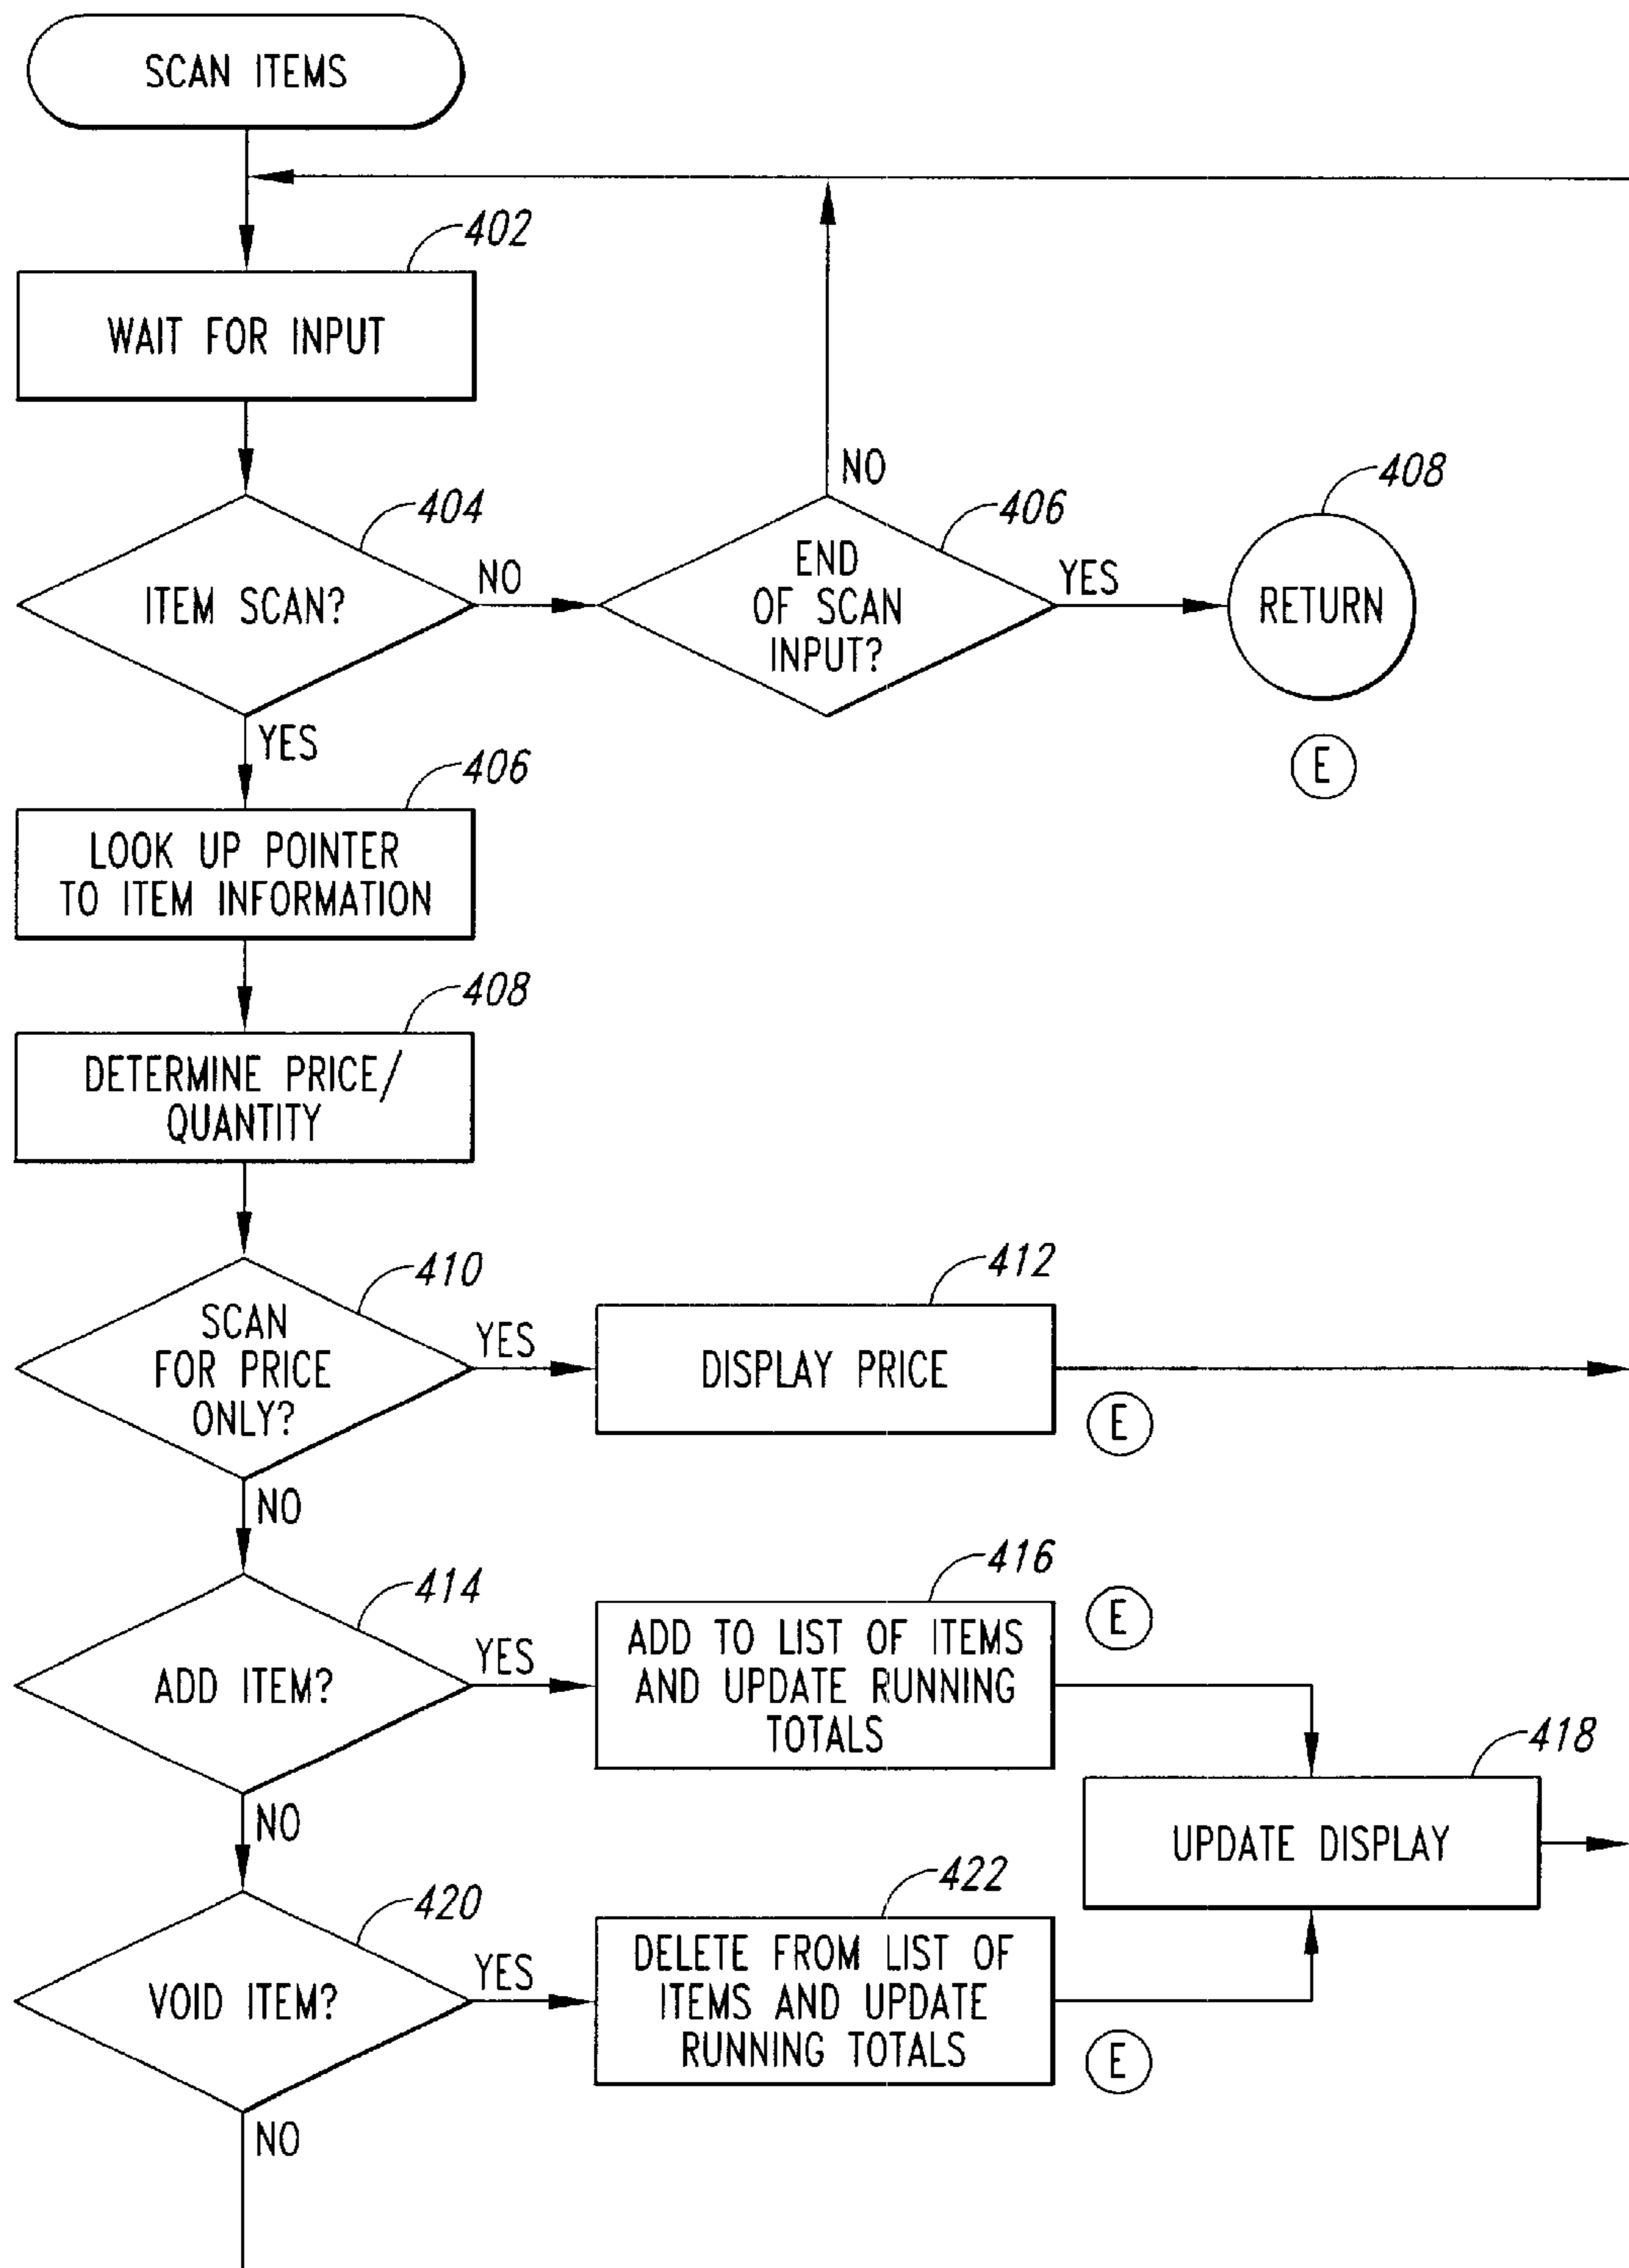 SCAN ITEMS
402
WAIT FOR INPUT
404
ITEM SCAN?
NO
YES
406
END
OF SCAN
INPUT?
NO
YES
408
RETURN
E
406
LOOK UP POINTER
TO ITEM INFORMATION
408
DETERMINE PRICE/
QUANTITY
410
SCAN
FOR PRICE
ONLY?
YES
NO
412
DISPLAY PRICE
E
414
ADD ITEM?
YES
NO
416
ADD TO LIST OF ITEMS
AND UPDATE RUNNING
TOTALS
E
418
UPDATE DISPLAY
420
VOID ITEM?
YES
NO
422
DELETE FROM LIST OF
ITEMS AND UPDATE
RUNNING TOTALS
E